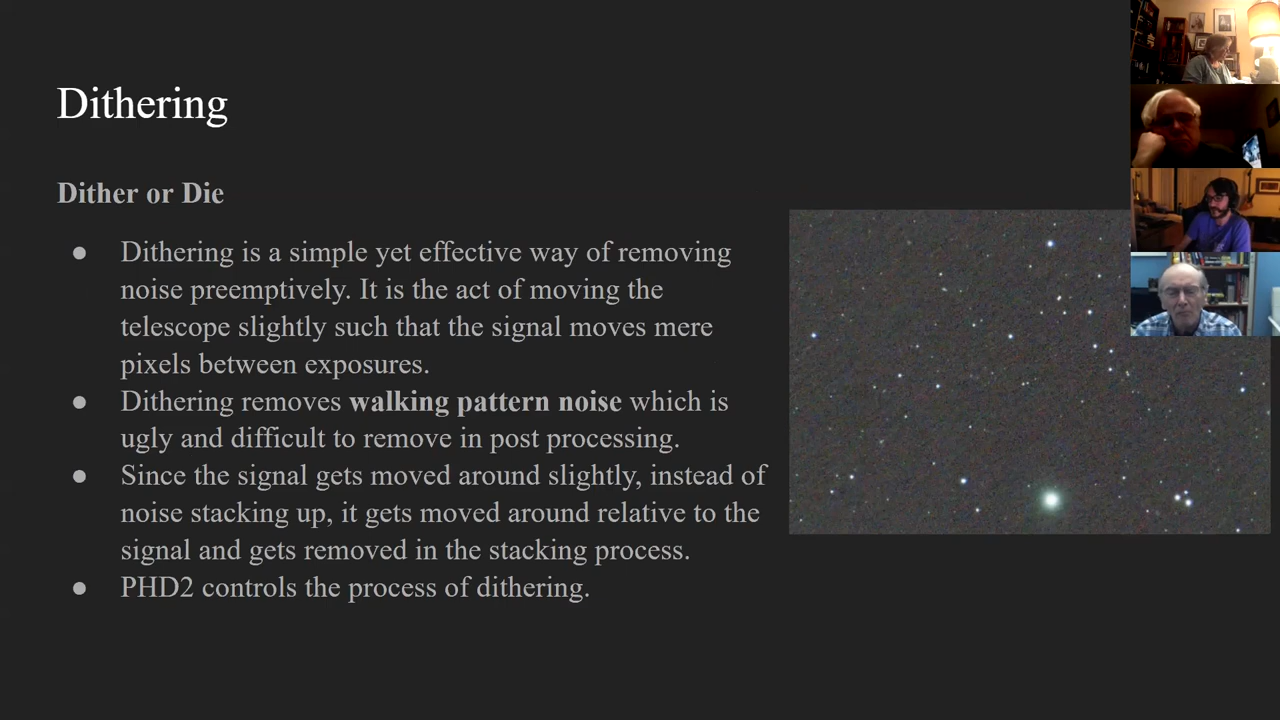 Dithering
Dither or Die
● Dithering is a simple yet effective way of removing
noise preemptively. It is the act of moving the
telescope slightly such that the signal moves mere
pixels between exposures.
● Dithering removes walking pattern noise which is
ugly and difficult to remove in post processing.
● Since the signal gets moved around slightly, instead of
noise stacking up, it gets moved around relative to the
signal and gets removed in the stacking process.
● PHD2 controls the process of dithering.